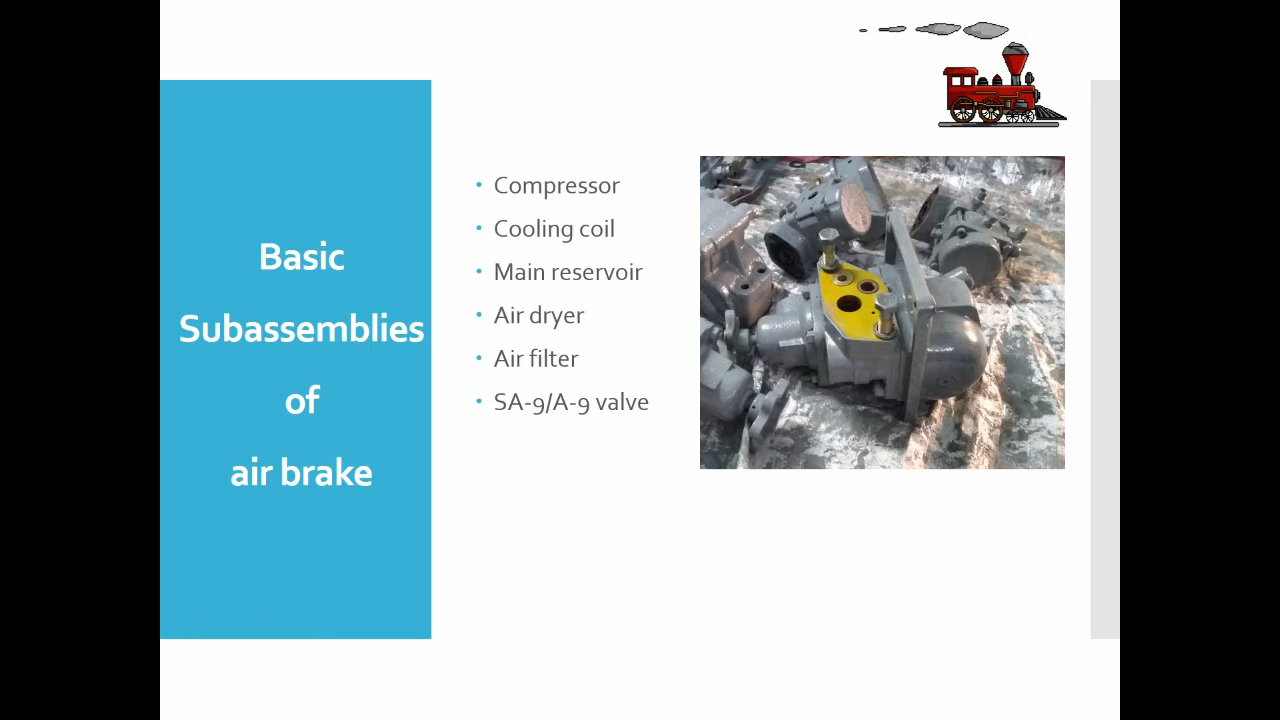 Basic
Subassemblies
of
air brake
• Compressor
• Cooling coil
• Main reservoir
• Air dryer
• Air filter
• SA-9/A-9 valve